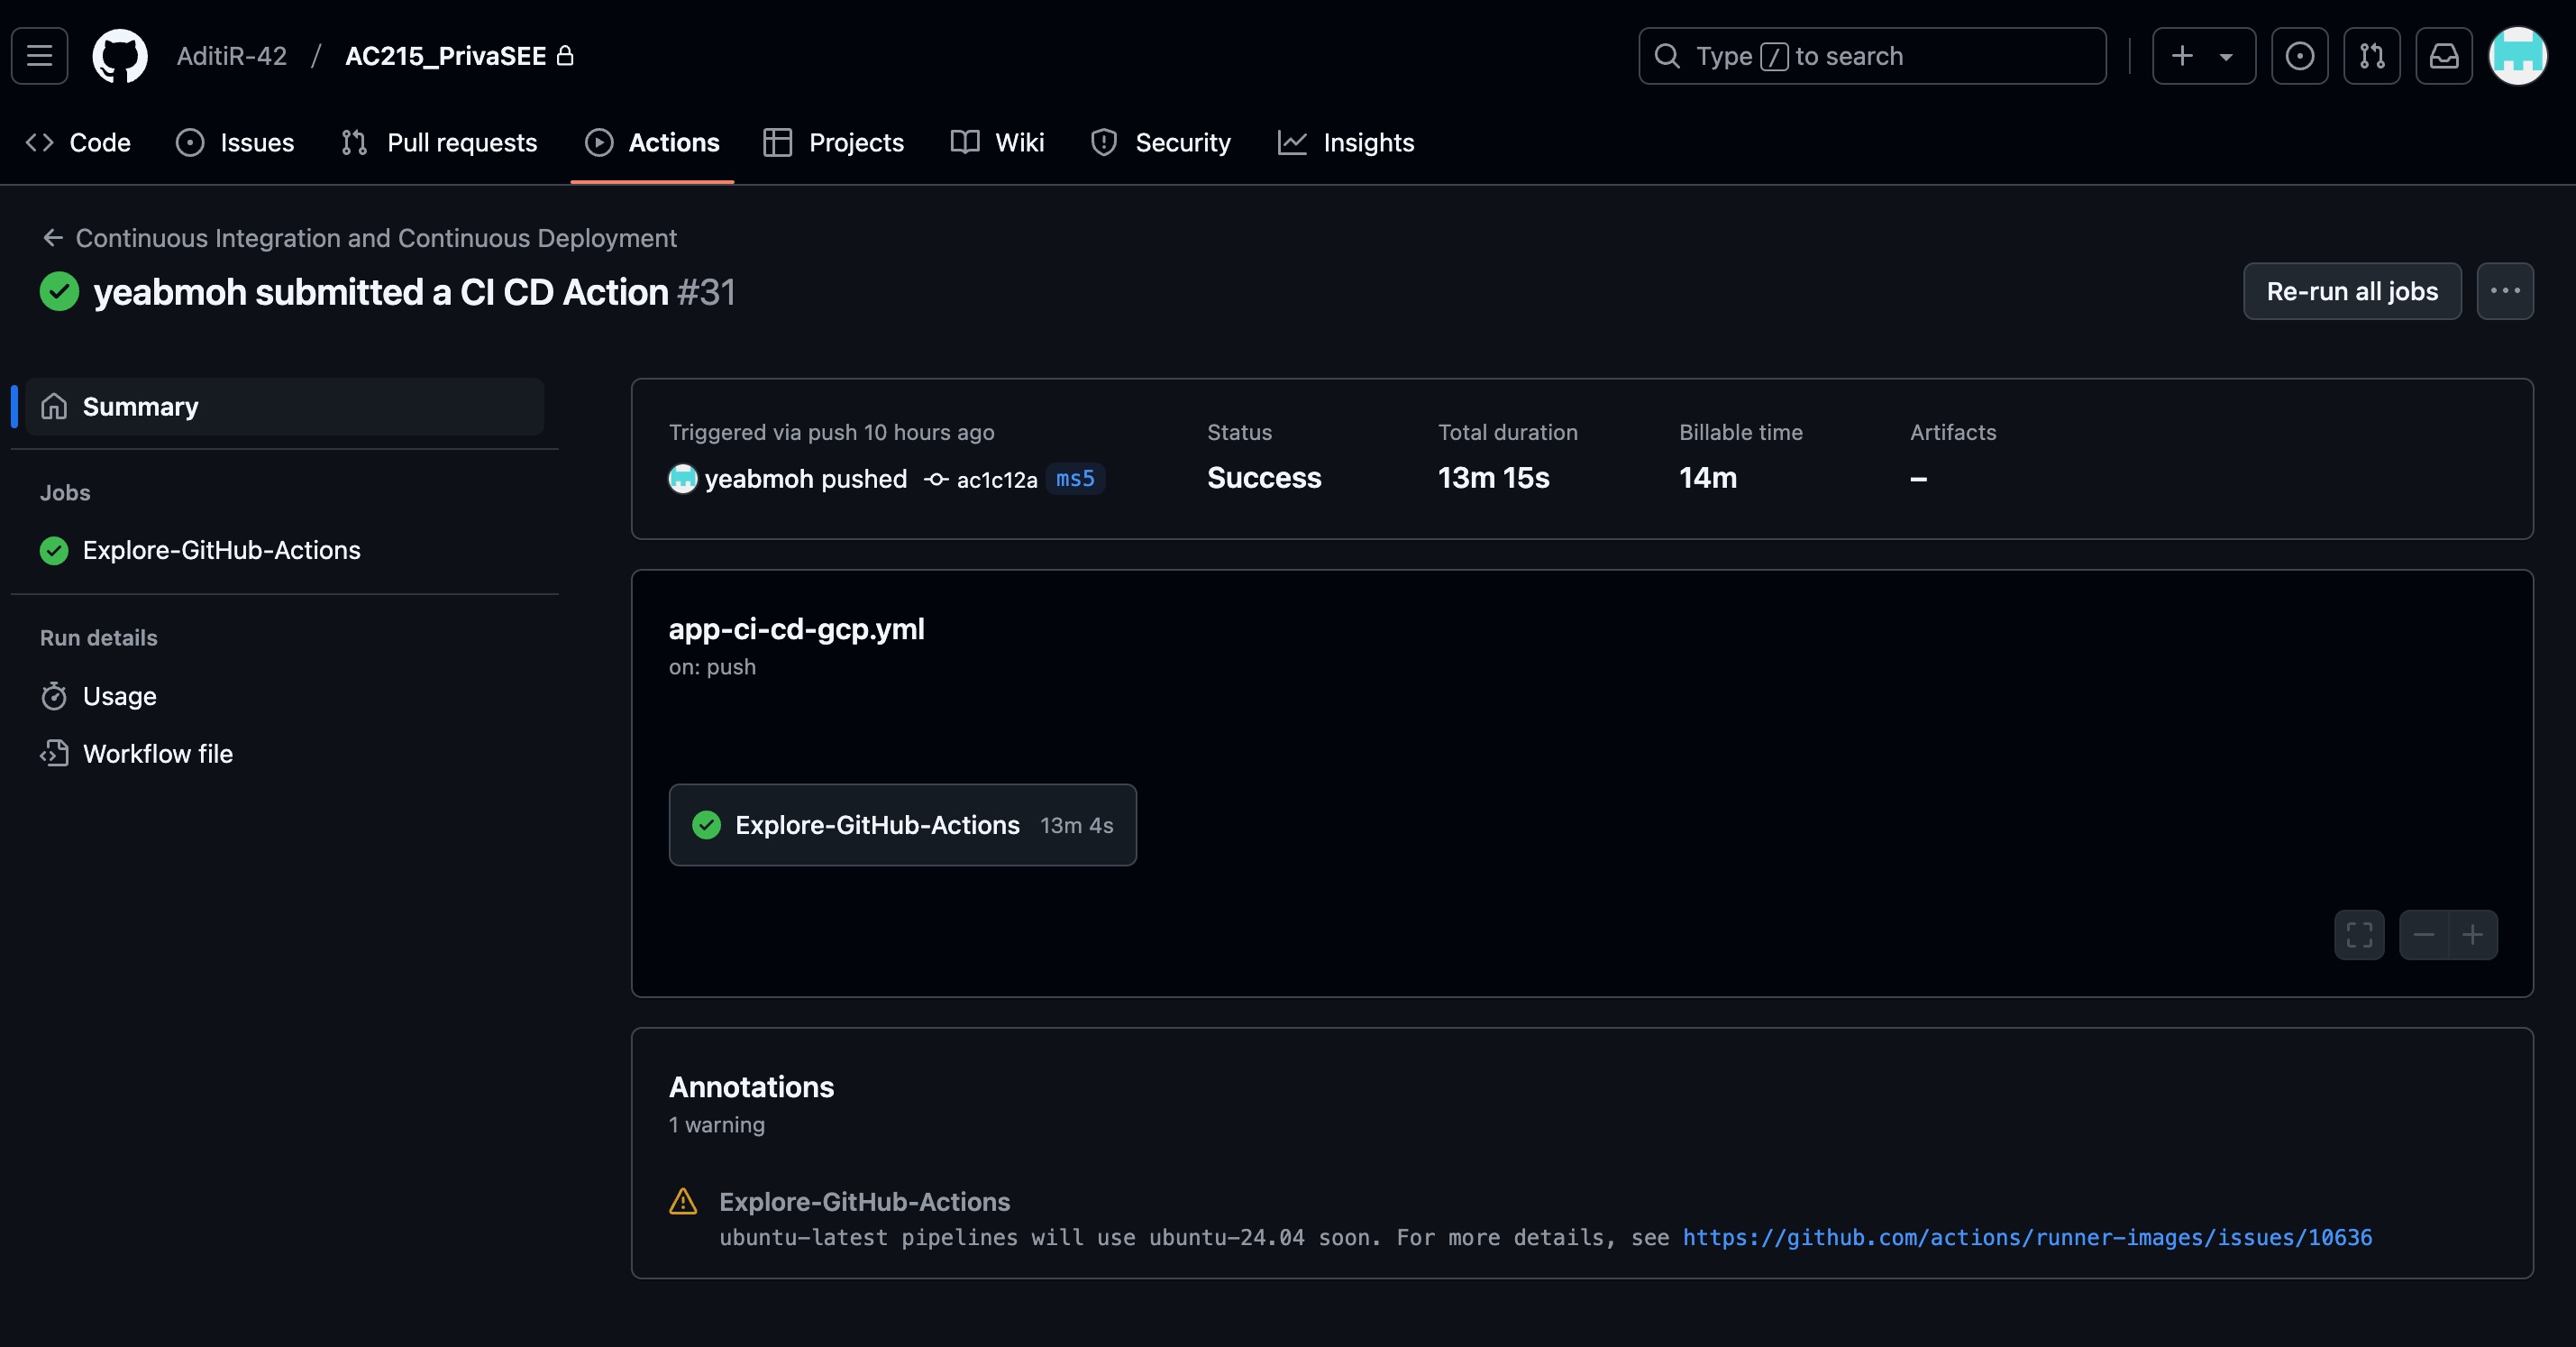 AditiR-42 / AC215_PrivaSEE
Type / to search
Code Issues Pull requests Actions Projects Wiki Security Insights
Continuous Integration and Continuous Deployment
yeabmoh submitted a CI CD Action #31
Re-run all jobs
Summary
Jobs
Explore-GitHub-Actions
Run details
Usage
Workflow file
Triggered via push 10 hours ago
yeabmoh pushed ac1c12a ms5
Status
Success
Total duration
13m 15s
Billable time
14m
Artifacts
–
app-ci-cd-gcp.yml
on: push
Explore-GitHub-Actions 13m 4s
Annotations
1 warning
Explore-GitHub-Actions
ubuntu-latest pipelines will use ubuntu-24.04 soon. For more details, see https://github.com/actions/runner-images/issues/10636